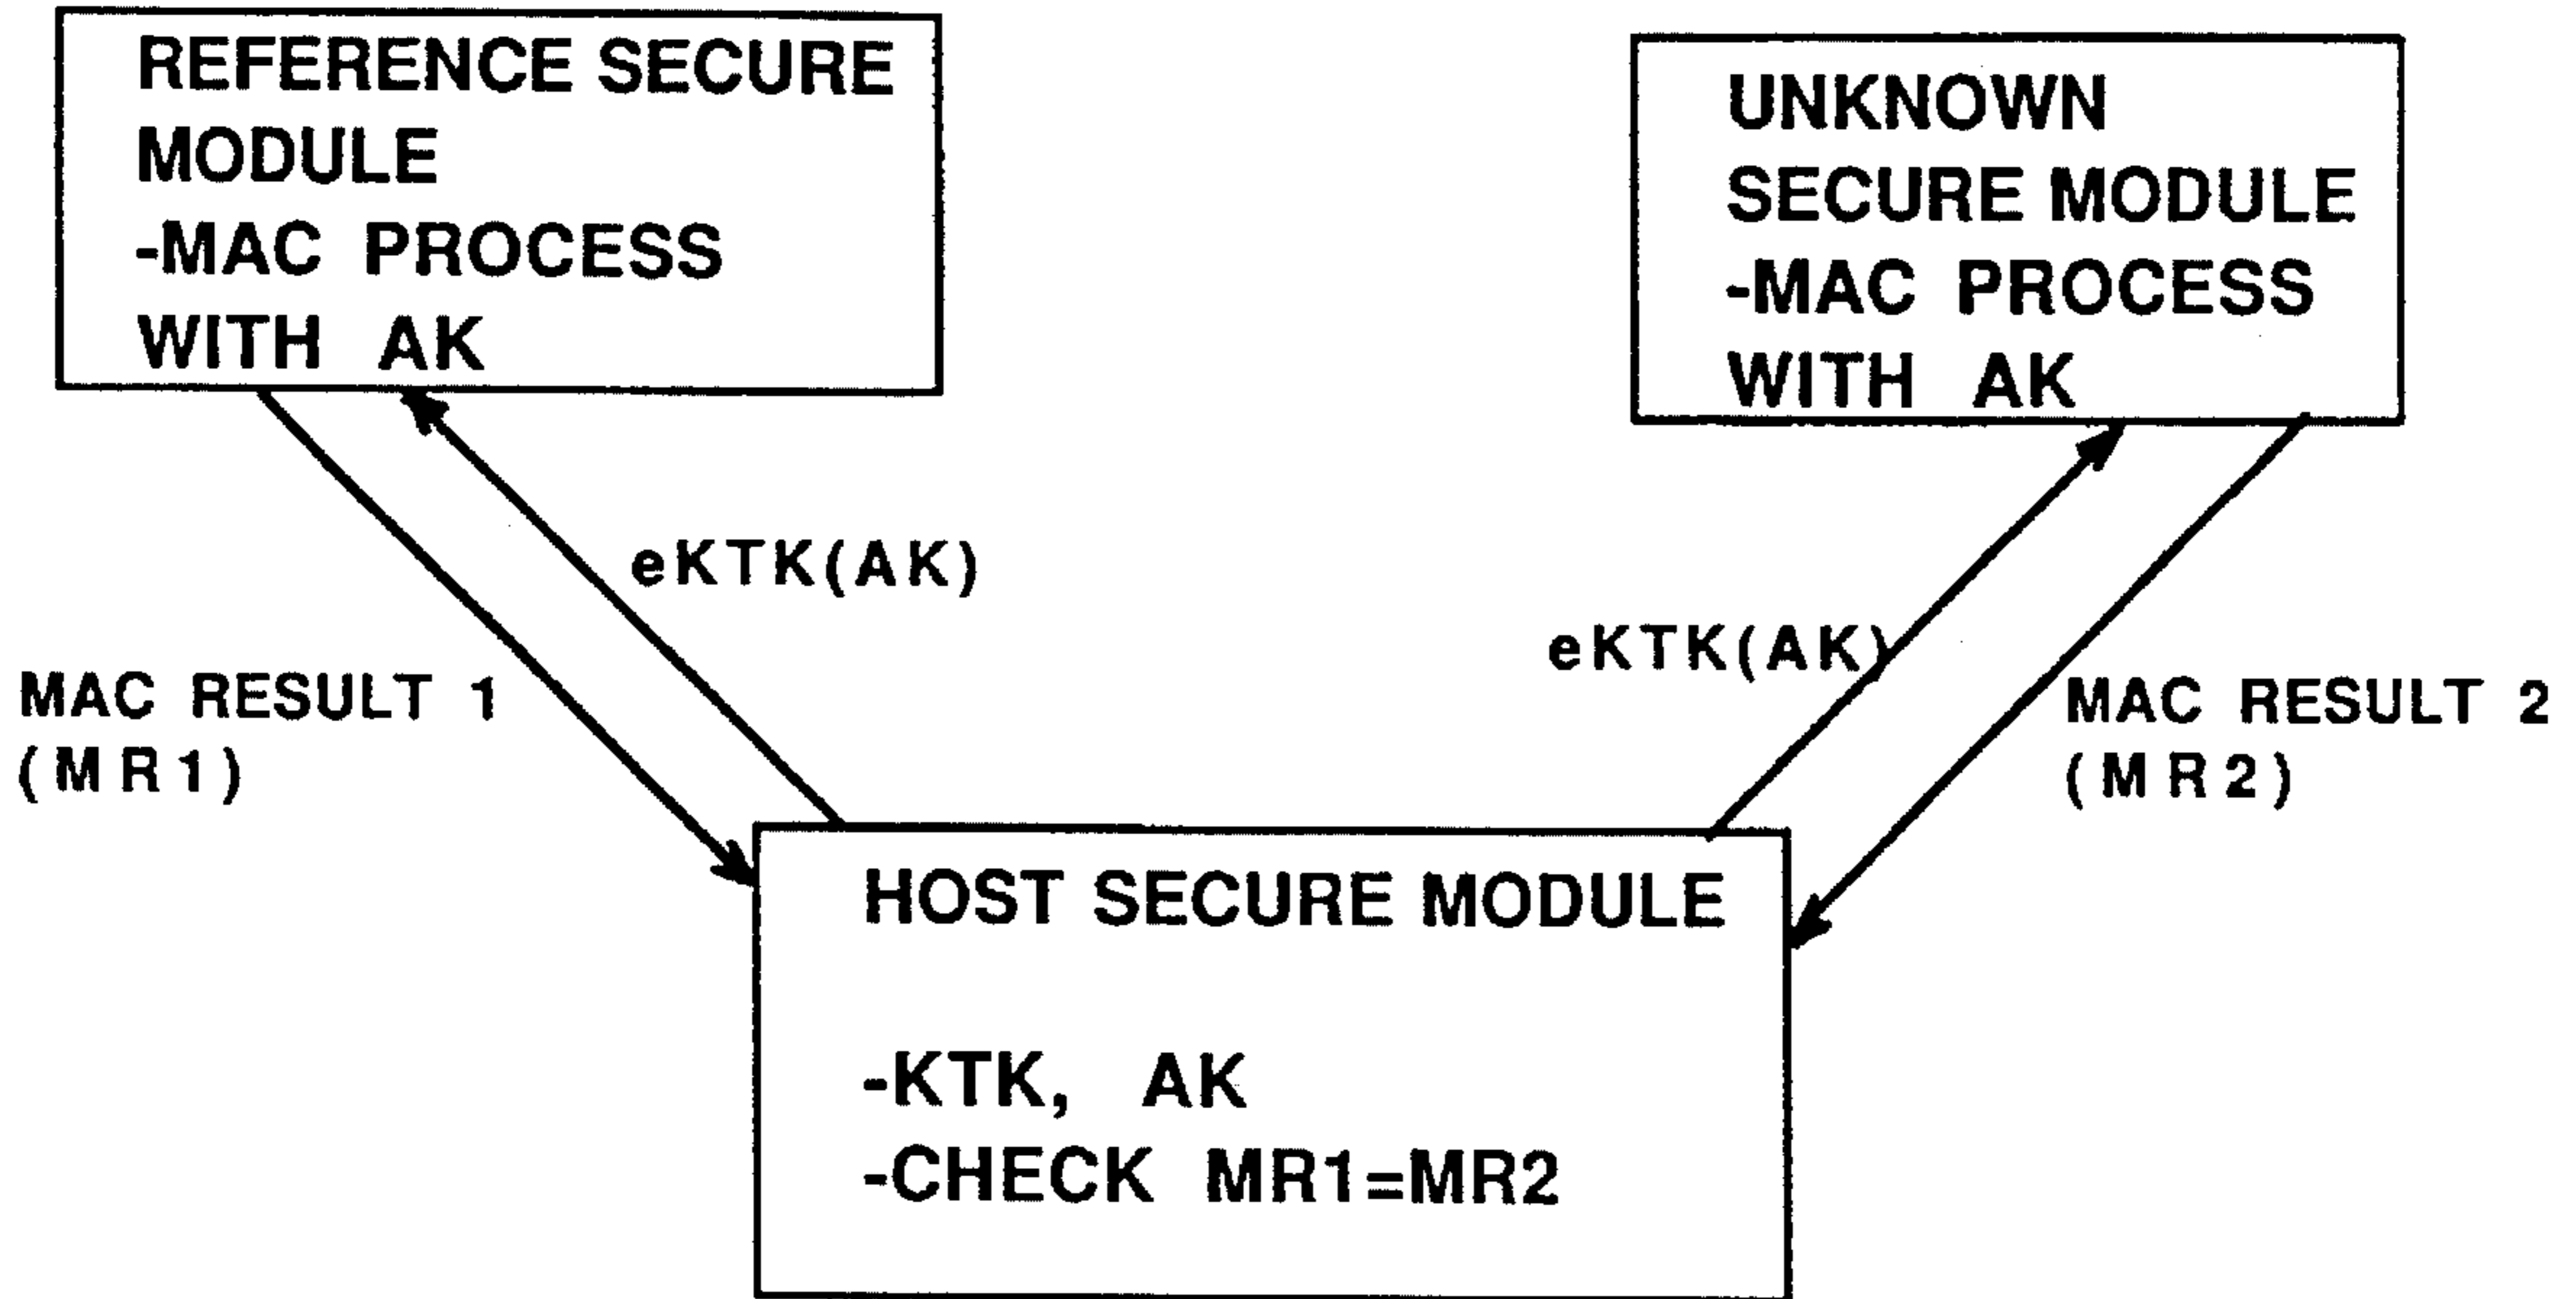 REFERENCE SECURE
MODULE
-MAC PROCESS
WITH AK
UNKNOWN
SECURE MODULE
-MAC PROCESS
WITH AK
eKTK(AK)
eKTK(AK)
MAC RESULT 1
(MR1)
MAC RESULT 2
(MR2)
HOST SECURE MODULE
-KTK, AK
-CHECK MR1=MR2